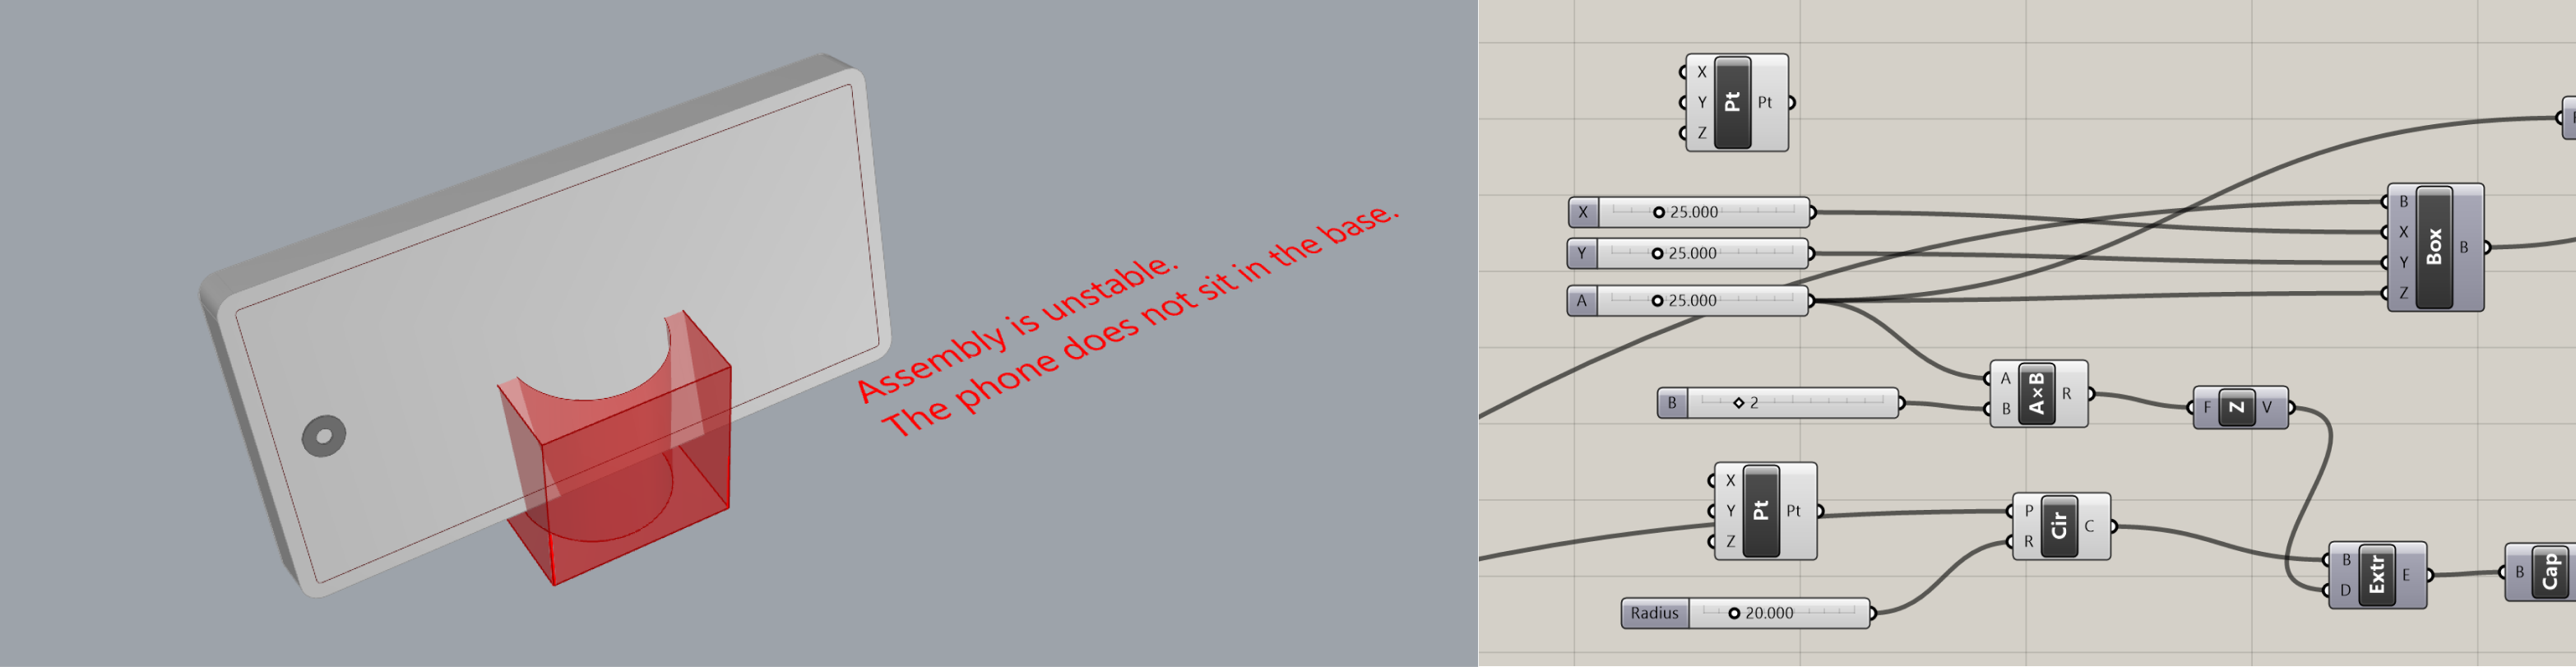 Assembly is unstable.
The phone does not sit in the base.
X
Y Pt Pt
Z
X 25.000
Y 25.000
A 25.000
B
X
Y Box B
Z
B 2
A
B A×B R
F Z V
X
Y Pt Pt
Z
P
R Cir C
Radius 20.000
B
D Extr E
B Cap